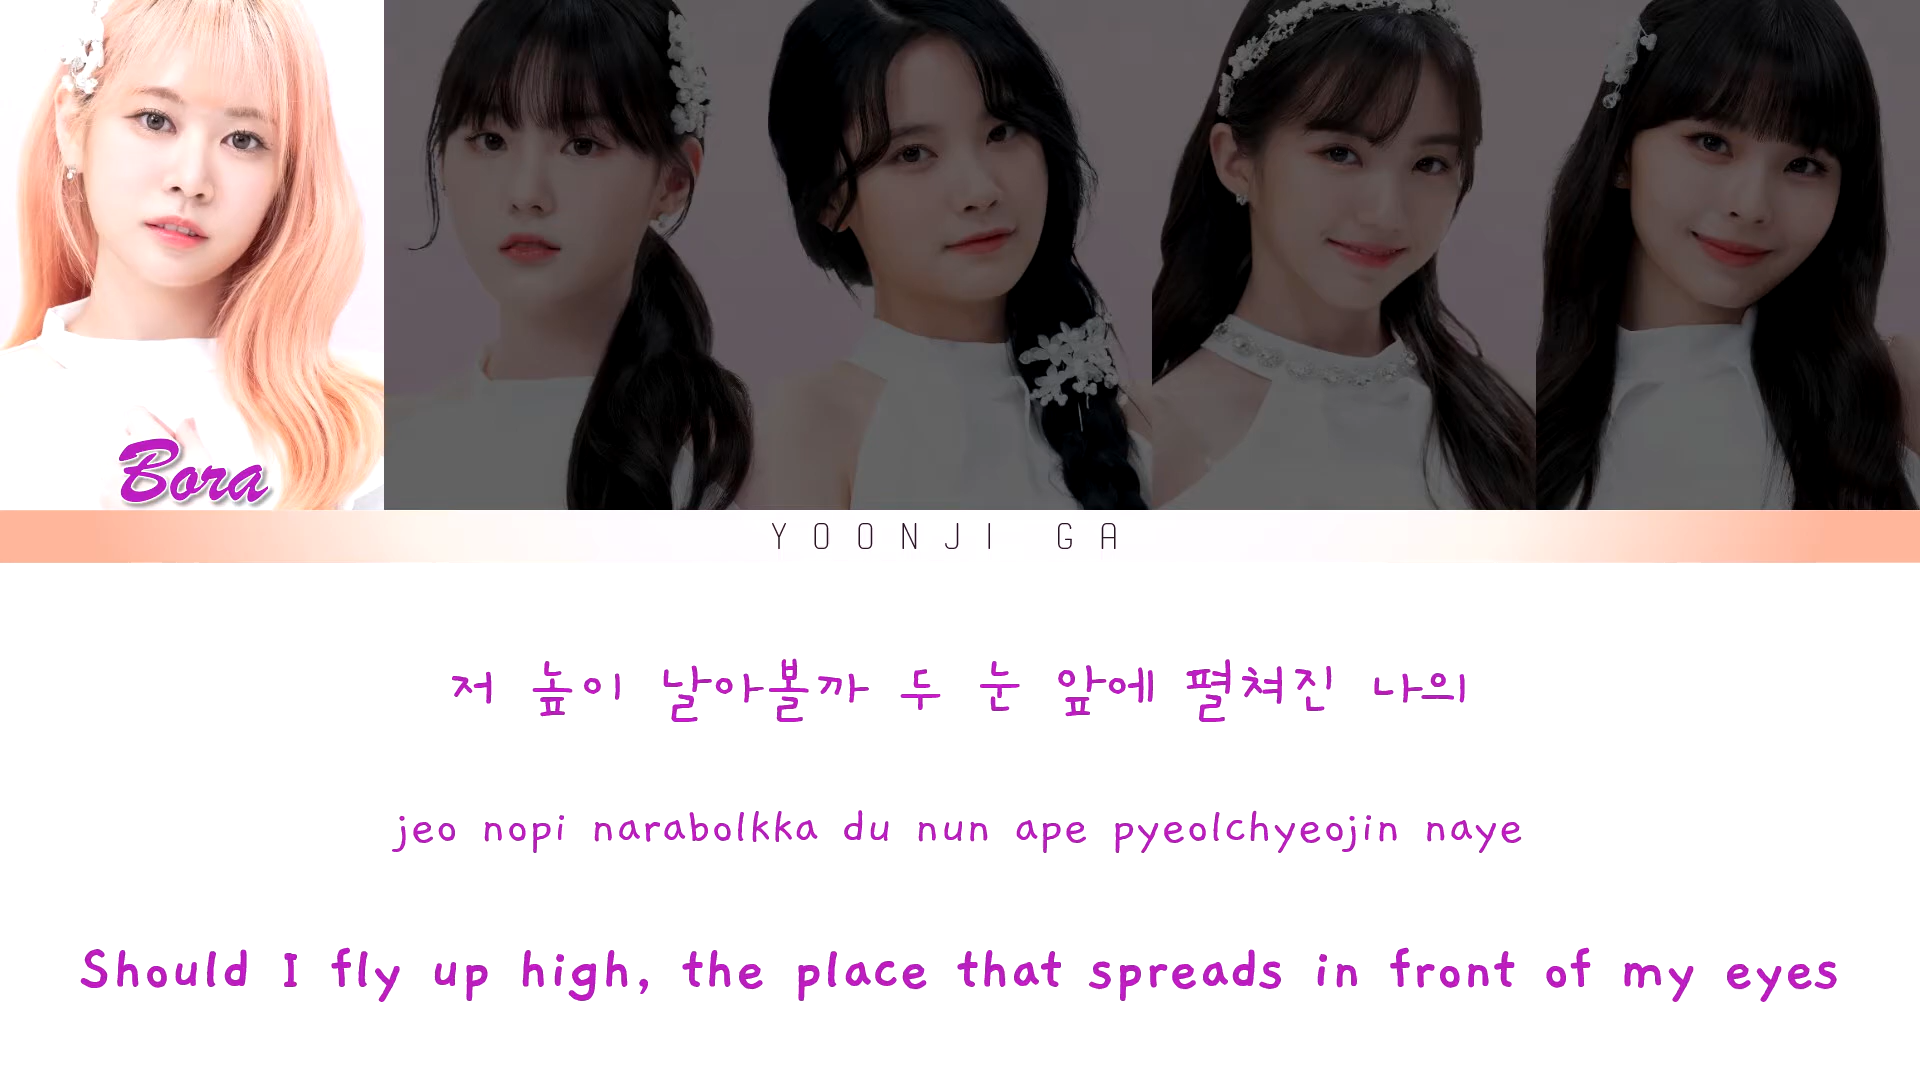 Bora
YOONJI GA
저 높이 날아볼까 두 눈 앞에 펼쳐진 나의
jeo nopi narabolkka du nun ape pyeolchyeojin naye
Should I fly up high, the place that spreads in front of my eyes